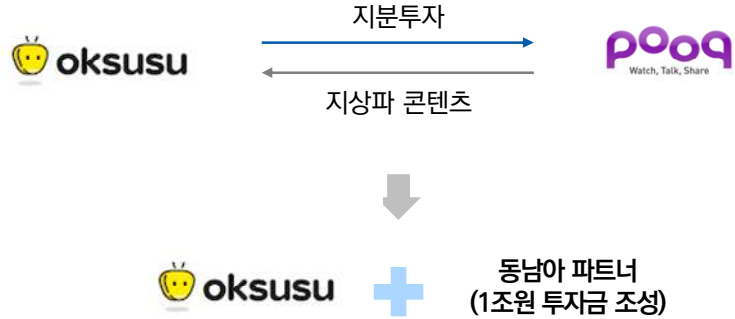 지분투자
oksusu
pooq
Watch, Talk, Share
지상파 콘텐츠
oksusu
동남아 파트너
(1조원 투자금 조성)